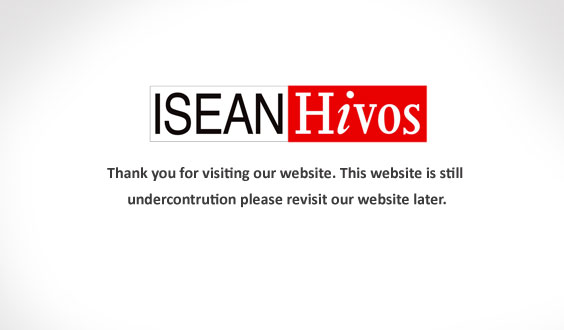 ISEAN Hivos
Thank you for visiting our website. This website is still
undercontrution please revisit our website later.